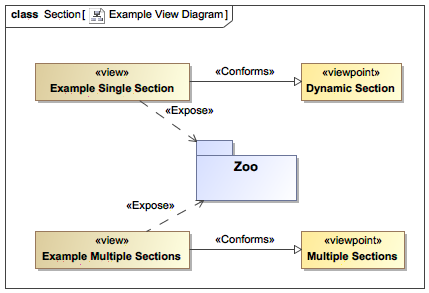 class Section[ Example View Diagram]
«view»
Example Single Section
«Conforms»
«viewpoint»
Dynamic Section
«Expose»
Zoo
«Expose»
«view»
Example Multiple Sections
«Conforms»
«viewpoint»
Multiple Sections